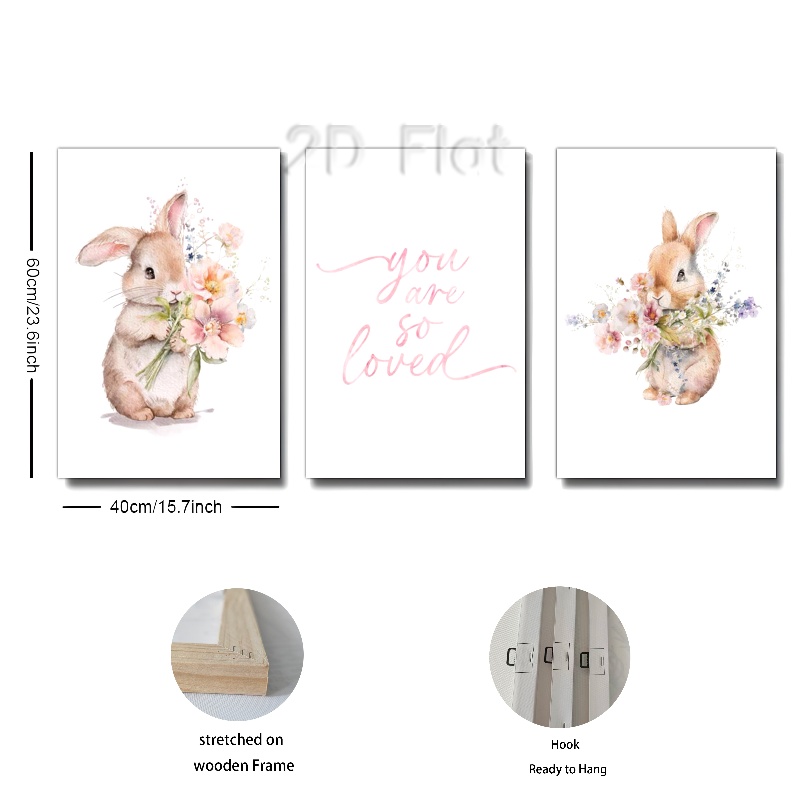 2D Flat
60cm/23.6inch
you
are
so
loved
40cm/15.7inch
stretched on
wooden Frame
Hook
Ready to Hang